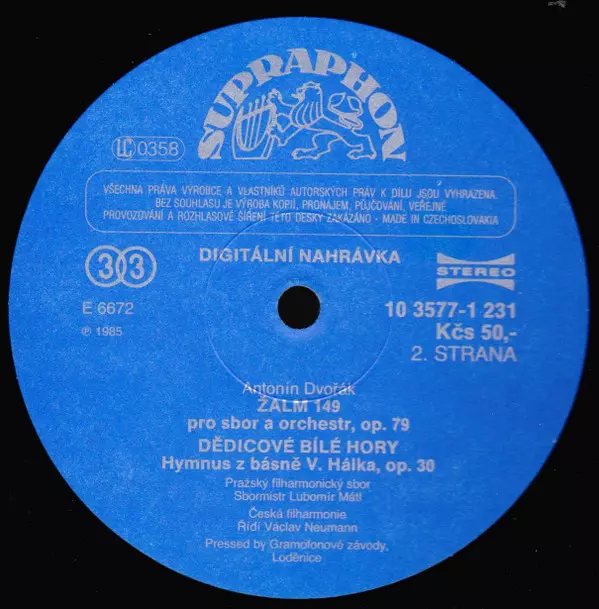 SUPRAPHON
LC 0358
VŠECHNA PRÁVA VÝROBCE A VLASTNÍKŮ AUTORSKÝCH PRÁV K DÍLU JSOU VYHRAZENA.
BEZ SOUHLASU JE VÝROBA KOPIÍ, PRONÁJEM, PŮJČOVÁNÍ, VEŘEJNÉ
PROVOZOVÁNÍ A ROZHLASOVÉ ŠÍŘENÍ TÉTO DESKY ZAKÁZÁNO - MADE IN CZECHOSLOVAKIA
DIGITÁLNÍ NAHRÁVKA
33
STEREO
E 6672
10 3577-1 231
℗ 1985
Kčs 50,-
2. STRANA
Antonín Dvořák
ŽALM 149
pro sbor a orchestr, op. 79
DĚDICOVÉ BÍLÉ HORY
Hymnus z básně V. Hálka, op. 30
Pražský filharmonický sbor
Sbormistr Lubomír Mátl
Česká filharmonie
Řídí Václav Neumann
Pressed by Gramofonové závody,
Loděnice